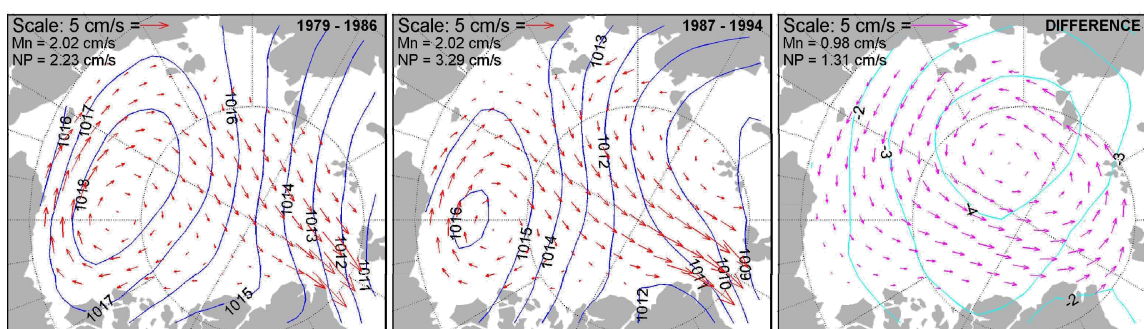 Scale: 5 cm/s =
1979 - 1986
Mn = 2.02 cm/s
NP = 2.23 cm/s
1016
1017
1018
1016
1014
1013
1012
1011
1017
1015
Scale: 5 cm/s =
1987 - 1994
Mn = 2.02 cm/s
NP = 3.29 cm/s
1013
1012
1016
1015
1014
1012
1011
1010
1009
Scale: 5 cm/s =
DIFFERENCE
Mn = 0.98 cm/s
NP = 1.31 cm/s
-2
-3
-3
-4
-2